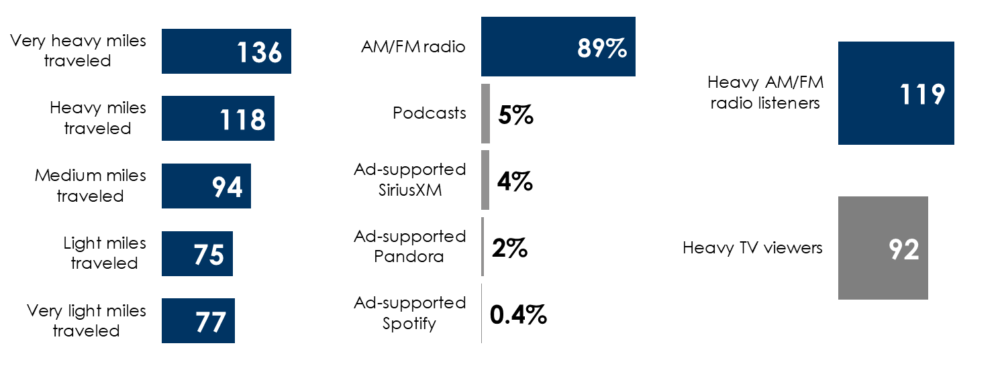 Very heavy miles
traveled
136
Heavy miles
traveled
118
Medium miles
traveled
94
Light miles
traveled
75
Very light miles
traveled
77
AM/FM radio
89%
Podcasts
5%
Ad-supported
SiriusXM
4%
Ad-supported
Pandora
2%
Ad-supported
Spotify
0.4%
Heavy AM/FM
radio listeners
119
Heavy TV viewers
92